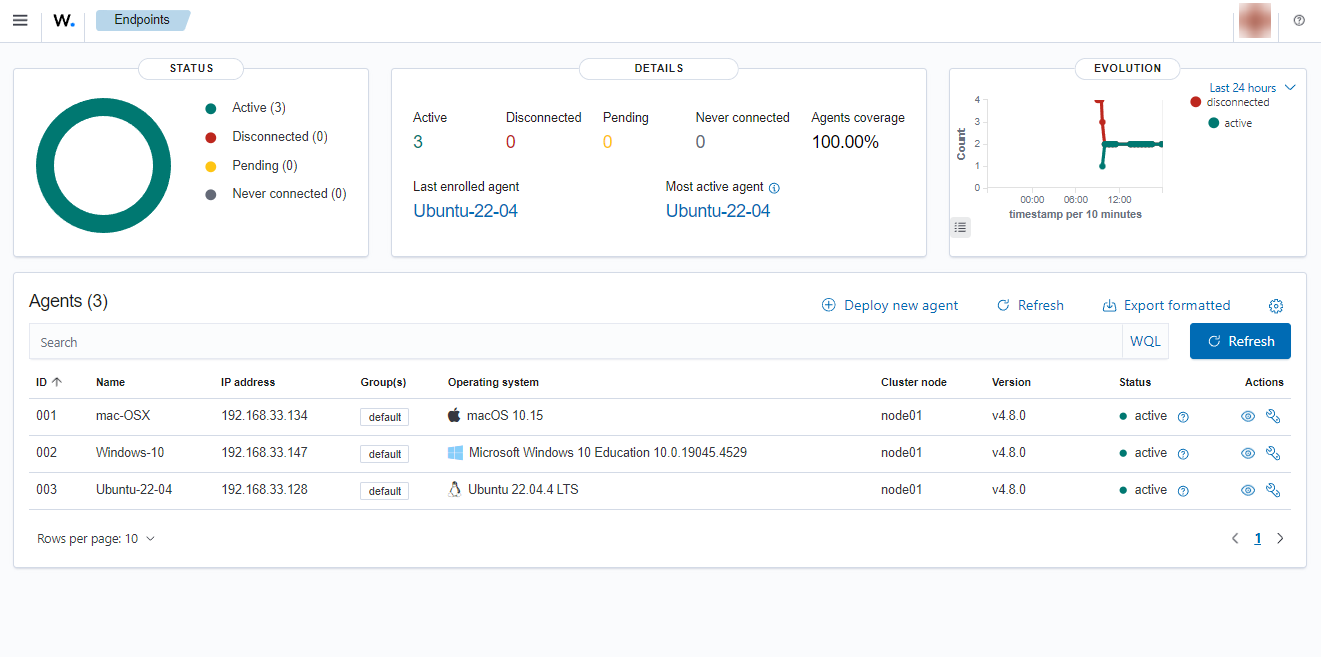 W. Endpoints
STATUS
Active (3)
Disconnected (0)
Pending (0)
Never connected (0)
DETAILS
Active Disconnected Pending Never connected Agents coverage
3 0 0 0 100.00%
Last enrolled agent Most active agent
Ubuntu-22-04 Ubuntu-22-04
EVOLUTION
Last 24 hours
disconnected
active
Count
4
3
2
1
0
00:00 06:00 12:00
timestamp per 10 minutes
Agents (3)
Deploy new agent Refresh Export formatted
Search WQL Refresh
ID Name IP address Group(s) Operating system Cluster node Version Status Actions
001 mac-OSX 192.168.33.134 default macOS 10.15 node01 v4.8.0 active
002 Windows-10 192.168.33.147 default Microsoft Windows 10 Education 10.0.19045.4529 node01 v4.8.0 active
003 Ubuntu-22-04 192.168.33.128 default Ubuntu 22.04.4 LTS node01 v4.8.0 active
Rows per page: 10 1